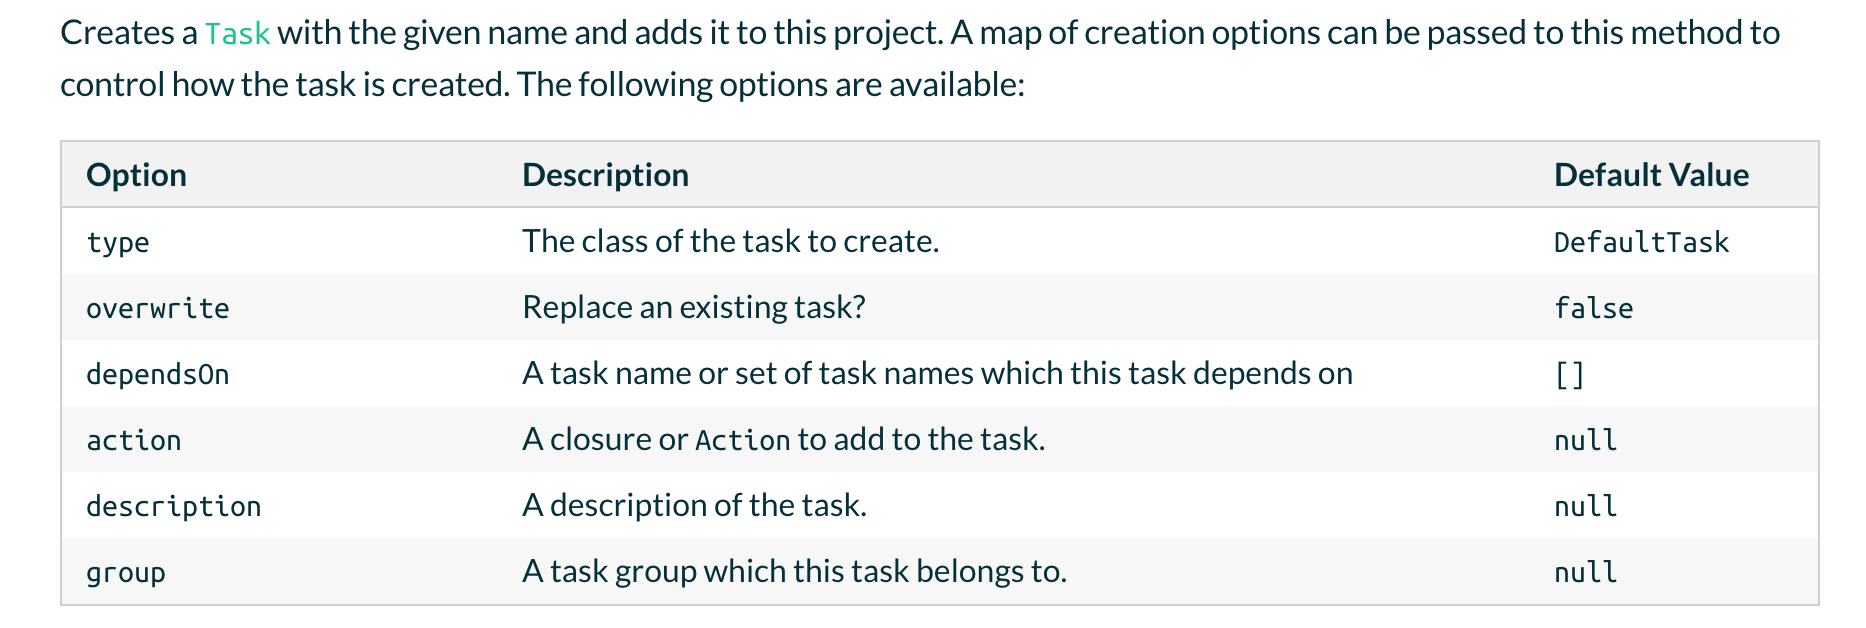 Creates a Task with the given name and adds it to this project. A map of creation options can be passed to this method to
control how the task is created. The following options are available:
Option Description Default Value
type The class of the task to create. DefaultTask
overwrite Replace an existing task? false
dependsOn A task name or set of task names which this task depends on []
action A closure or Action to add to the task. null
description A description of the task. null
group A task group which this task belongs to. null